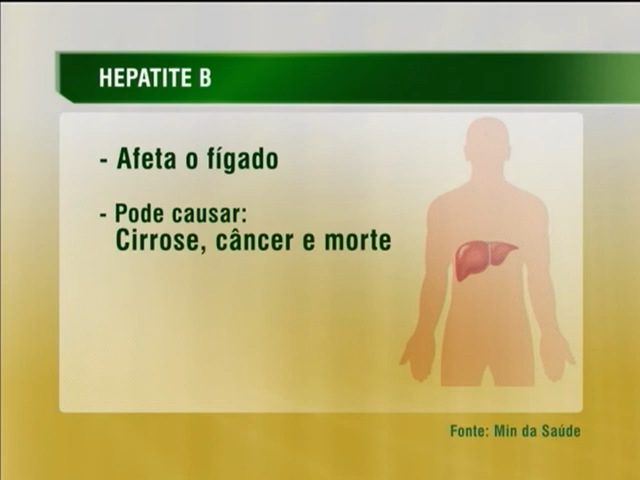 HEPATITE B
- Afeta o fígado
- Pode causar:
Cirrose, câncer e morte
Fonte: Min da Saúde